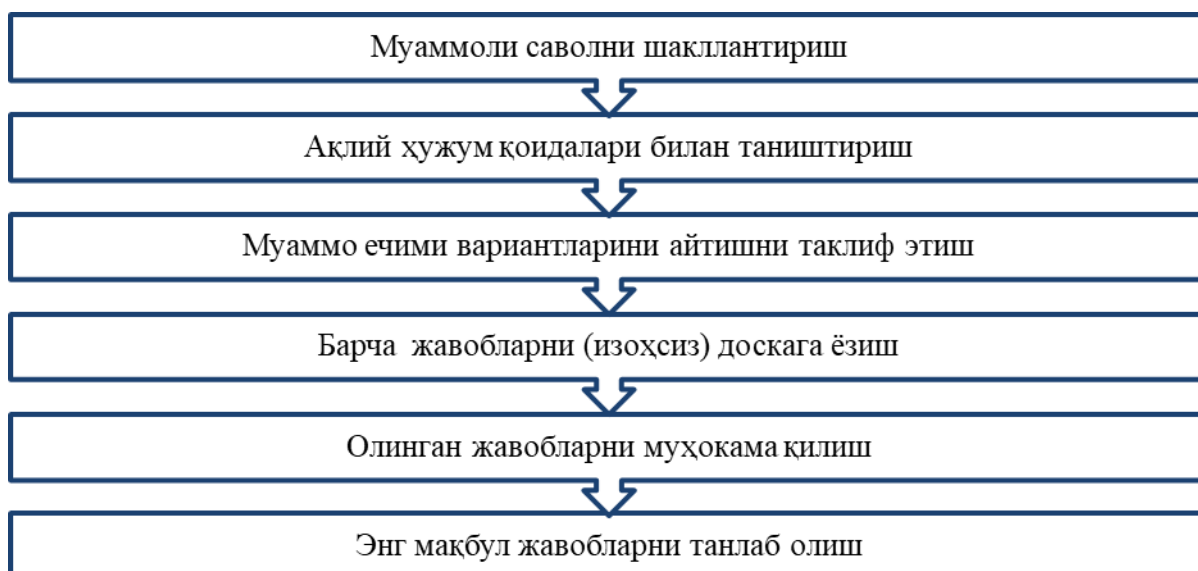 Муаммоли саволни шакллантириш
Ақлий ҳужум қоидалари билан таништириш
Муаммо ечими вариантларини айтишни таклиф этиш
Барча жавобларни (изоҳсиз) доскага ёзиш
Олинган жавобларни муҳокама қилиш
Энг мақбул жавобларни танлаб олиш